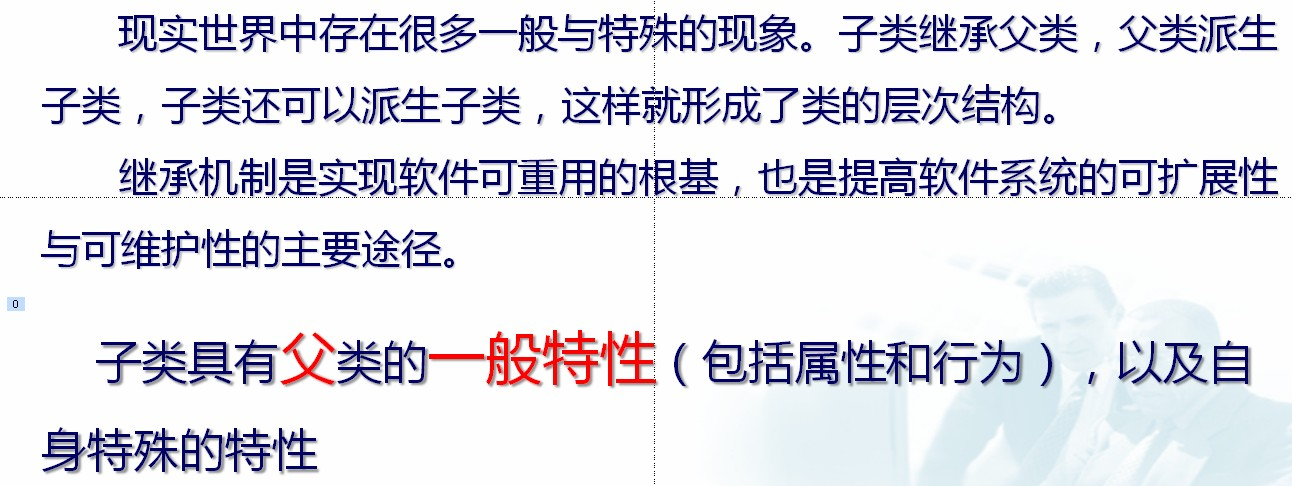 现实世界中存在很多一般与特殊的现象。子类继承父类，父类派生
子类，子类还可以派生子类，这样就形成了类的层次结构。
继承机制是实现软件可重用的根基，也是提高软件系统的可扩展性
与可维护性的主要途径。
0
子类具有父类的一般特性（包括属性和行为），以及自
身特殊的特性